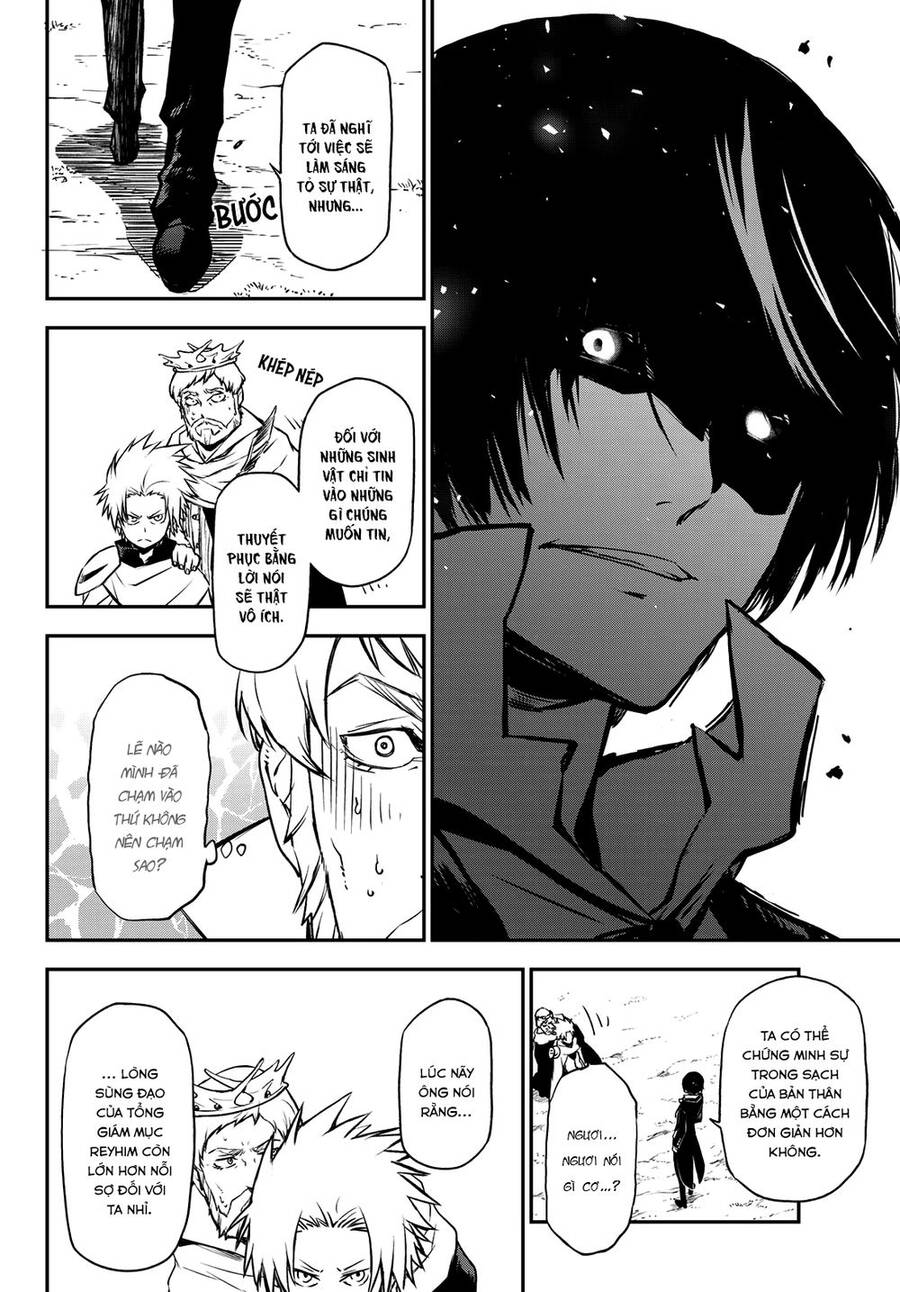 TA ĐÃ NGHĨ
TỚI VIỆC SẼ
LÀM SÁNG
TỎ SỰ THẬT,
NHƯNG...
BƯỚC
KHÉP NÉP
ĐỐI VỚI
NHỮNG SINH
VẬT CHỈ TIN
VÀO NHỮNG
GÌ CHÚNG
MUỐN TIN,
THUYẾT
PHỤC BẰNG
LỜI NÓI
SẼ THẬT
VÔ ÍCH.
LẼ NÀO
MÌNH ĐÃ
CHẠM VÀO
THỨ KHÔNG
NÊN CHẠM
SAO?
TA CÓ THỂ
CHỨNG MINH SỰ
TRONG SẠCH
CỦA BẢN THÂN
BẰNG MỘT CÁCH
ĐƠN GIẢN HƠN
KHÔNG.
NGƯƠI...
NGƯƠI NÓI
GÌ CƠ...?
LÚC NÃY
ÔNG NÓI
RẰNG...
... LÒNG
SÙNG ĐẠO
CỦA TỔNG
GIÁM MỤC
REYHIM CÒN
LỚN HƠN NỖI
SỢ ĐỐI VỚI
TA NHỈ.